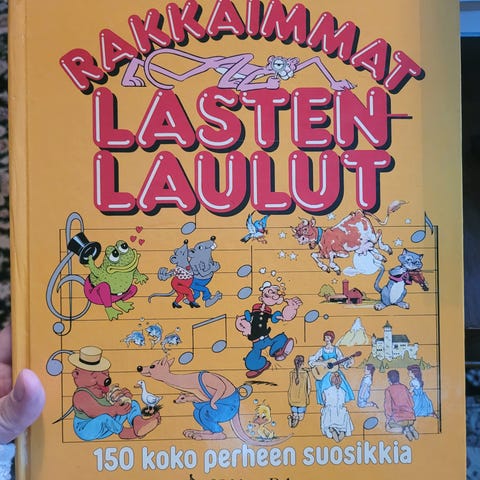 RAKKAIMMAT
LASTEN-
LAULUT
150 koko perheen suosikkia